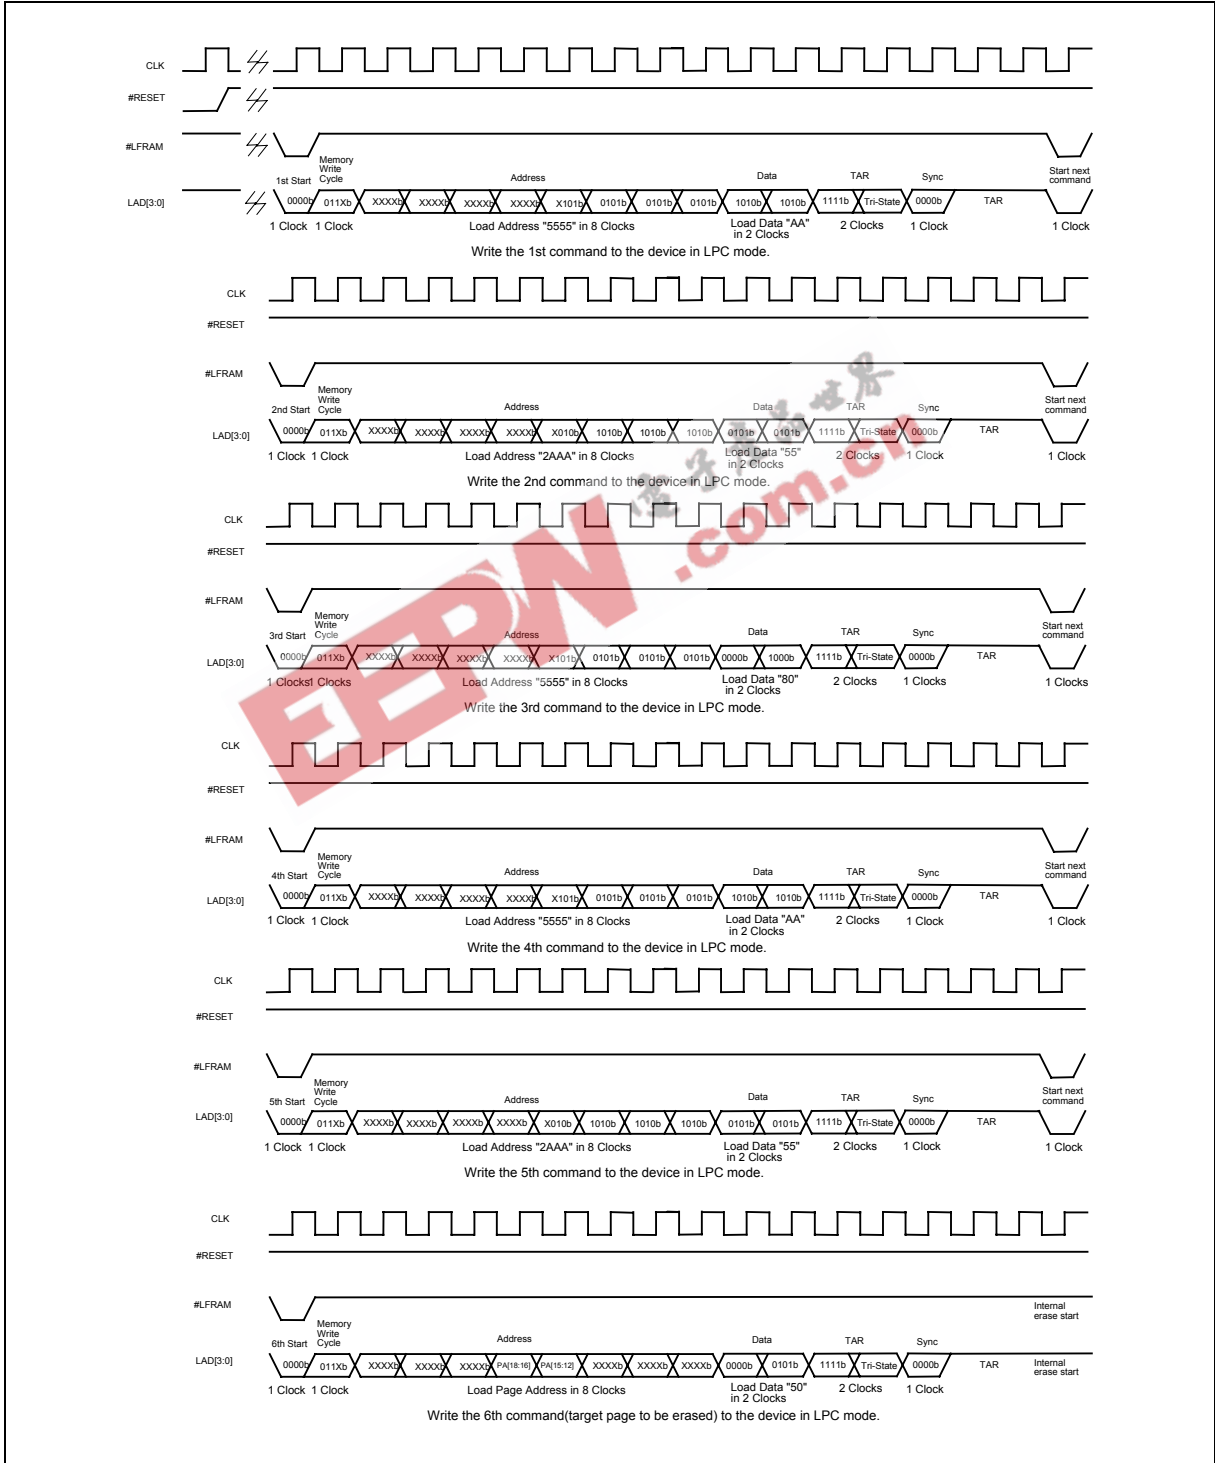 CLK
#RESET
#LFRAM
Memory
Write
Cycle
1st Start
Address
Data
TAR
Sync
Start next
command
LAD[3:0]
0000b 011Xb XXXXb XXXXb XXXXb XXXXb X101b 0101b 0101b 0101b 1010b 1010b 1111b Tri-State 0000b TAR
1 Clock 1 Clock Load Address "5555" in 8 Clocks Load Data "AA"
in 2 Clocks 2 Clocks 1 Clock 1 Clock
Write the 1st command to the device in LPC mode.
CLK
#RESET
#LFRAM
Memory
Write
Cycle
2nd Start
Address
Data
TAR
Sync
Start next
command
LAD[3:0]
0000b 011Xb XXXXb XXXXb XXXXb XXXXb X010b 1010b 1010b 1010b 0101b 0101b 1111b Tri-State 0000b TAR
1 Clock 1 Clock Load Address "2AAA" in 8 Clocks Load Data "55"
in 2 Clocks 2 Clocks 1 Clock 1 Clock
Write the 2nd command to the device in LPC mode.
CLK
#RESET
#LFRAM
Memory
Write
Cycle
3rd Start
Address
Data
TAR
Sync
Start next
command
LAD[3:0]
0000b 011Xb XXXXb XXXXb XXXXb XXXXb X101b 0101b 0101b 0101b 0000b 1000b 1111b Tri-State 0000b TAR
1 Clocks 1 Clocks Load Address "5555" in 8 Clocks Load Data "80"
in 2 Clocks 2 Clocks 1 Clocks 1 Clocks
Write the 3rd command to the device in LPC mode.
CLK
#RESET
#LFRAM
Memory
Write
Cycle
4th Start
Address
Data
TAR
Sync
Start next
command
LAD[3:0]
0000b 011Xb XXXXb XXXXb XXXXb XXXXb X101b 0101b 0101b 0101b 1010b 1010b 1111b Tri-State 0000b TAR
1 Clock 1 Clock Load Address "5555" in 8 Clocks Load Data "AA"
in 2 Clocks 2 Clocks 1 Clock 1 Clock
Write the 4th command to the device in LPC mode.
CLK
#RESET
#LFRAM
Memory
Write
Cycle
5th Start
Address
Data
TAR
Sync
Start next
command
LAD[3:0]
0000b 011Xb XXXXb XXXXb XXXXb XXXXb X010b 1010b 1010b 1010b 0101b 0101b 1111b Tri-State 0000b TAR
1 Clock 1 Clock Load Address "2AAA" in 8 Clocks Load Data "55"
in 2 Clocks 2 Clocks 1 Clock 1 Clock
Write the 5th command to the device in LPC mode.
CLK
#RESET
#LFRAM
Internal
erase start
Memory
Write
Cycle
6th Start
Address
Data
TAR
Sync
LAD[3:0]
0000b 011Xb XXXXb XXXXb XXXXb PA[18:16] PA[15:12] XXXXb XXXXb XXXXb 0000b 0101b 1111b Tri-State 0000b TAR Internal
erase start
1 Clock 1 Clock Load Page Address in 8 Clocks Load Data "50"
in 2 Clocks 2 Clocks 1 Clock
Write the 6th command(target page to be erased) to the device in LPC mode.
電子產品世界
EEPW .com.cn